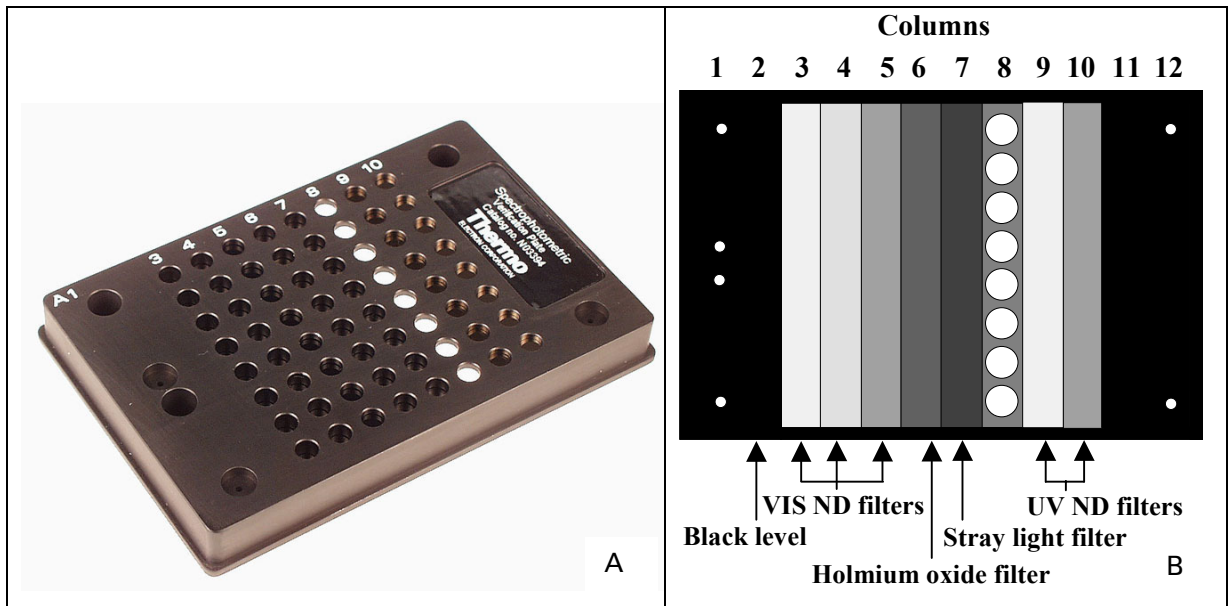 A1
3
4
5
6
7
8
9
10
Spectrophotometric
Verification Plate
Catalog no. N03394
Thermo
ELECTRON CORPORATION
A
Columns
1 2 3 4 5 6 7 8 9 10 11 12
VIS ND filters
UV ND filters
Black level
Stray light filter
Holmium oxide filter
B